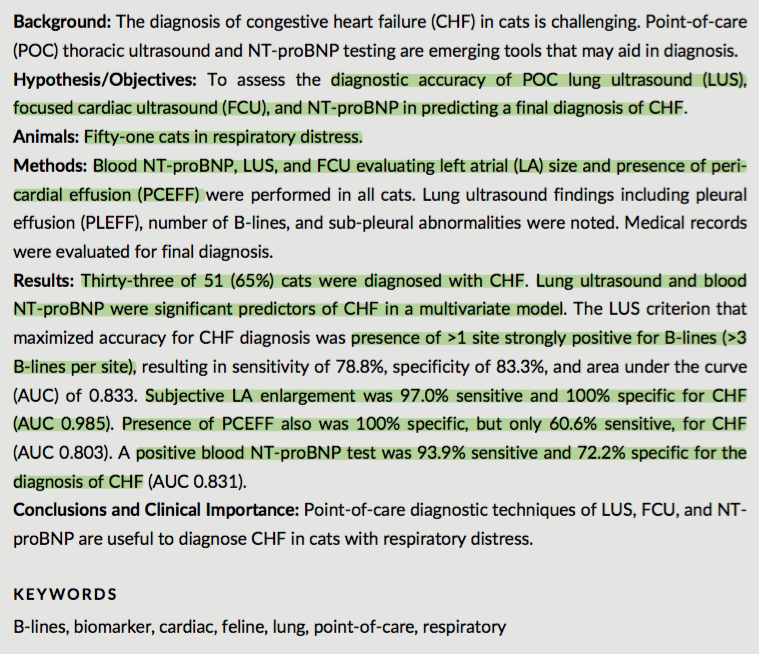 Background: The diagnosis of congestive heart failure (CHF) in cats is challenging. Point-of-care
(POC) thoracic ultrasound and NT-proBNP testing are emerging tools that may aid in diagnosis.
Hypothesis/Objectives: To assess the diagnostic accuracy of POC lung ultrasound (LUS),
focused cardiac ultrasound (FCU), and NT-proBNP in predicting a final diagnosis of CHF.
Animals: Fifty-one cats in respiratory distress.
Methods: Blood NT-proBNP, LUS, and FCU evaluating left atrial (LA) size and presence of peri-
cardial effusion (PCEFF) were performed in all cats. Lung ultrasound findings including pleural
effusion (PLEFF), number of B-lines, and sub-pleural abnormalities were noted. Medical records
were evaluated for final diagnosis.
Results: Thirty-three of 51 (65%) cats were diagnosed with CHF. Lung ultrasound and blood
NT-proBNP were significant predictors of CHF in a multivariate model. The LUS criterion that
maximized accuracy for CHF diagnosis was presence of >1 site strongly positive for B-lines (>3
B-lines per site), resulting in sensitivity of 78.8%, specificity of 83.3%, and area under the curve
(AUC) of 0.833. Subjective LA enlargement was 97.0% sensitive and 100% specific for CHF
(AUC 0.985). Presence of PCEFF also was 100% specific, but only 60.6% sensitive, for CHF
(AUC 0.803). A positive blood NT-proBNP test was 93.9% sensitive and 72.2% specific for the
diagnosis of CHF (AUC 0.831).
Conclusions and Clinical Importance: Point-of-care diagnostic techniques of LUS, FCU, and NT-
proBNP are useful to diagnose CHF in cats with respiratory distress.
KEYWORDS
B-lines, biomarker, cardiac, feline, lung, point-of-care, respiratory